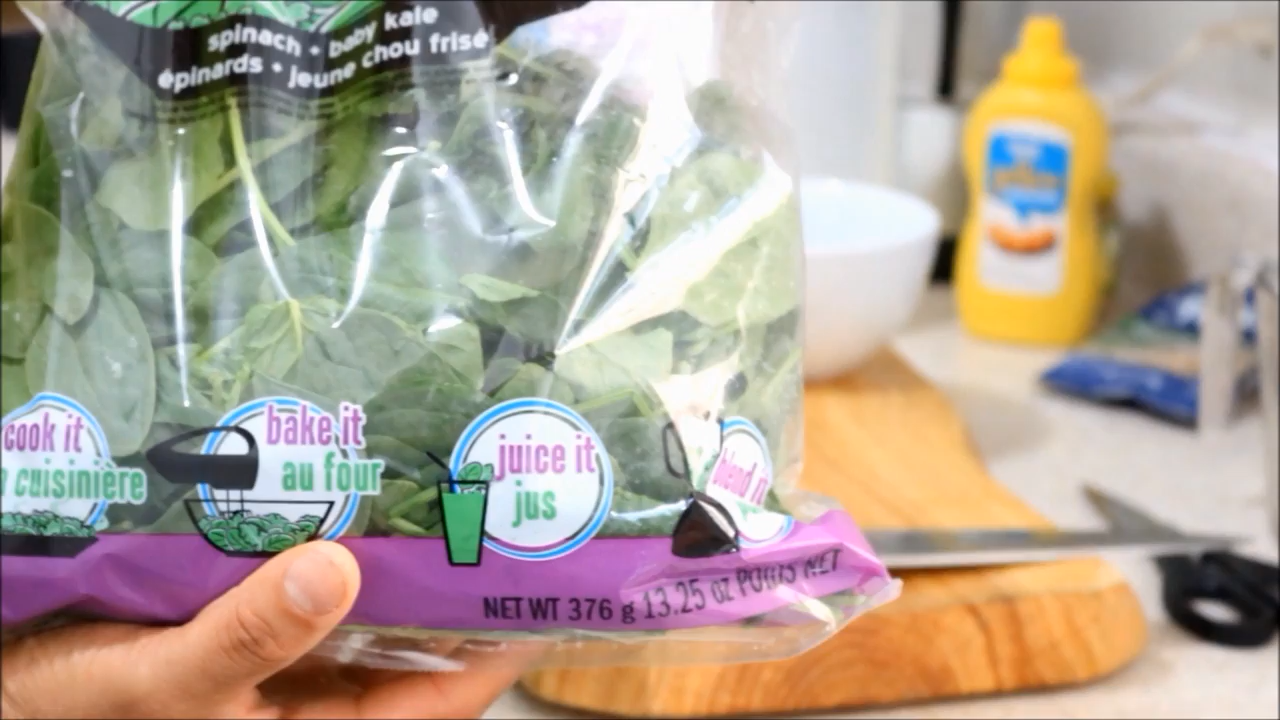 spinach • baby kale
épinards • jeune chou frisé
cook it
cuisinière
bake it
au four
juice it
jus
blend it
NET WT 376 g 13.25 oz POIDS NET